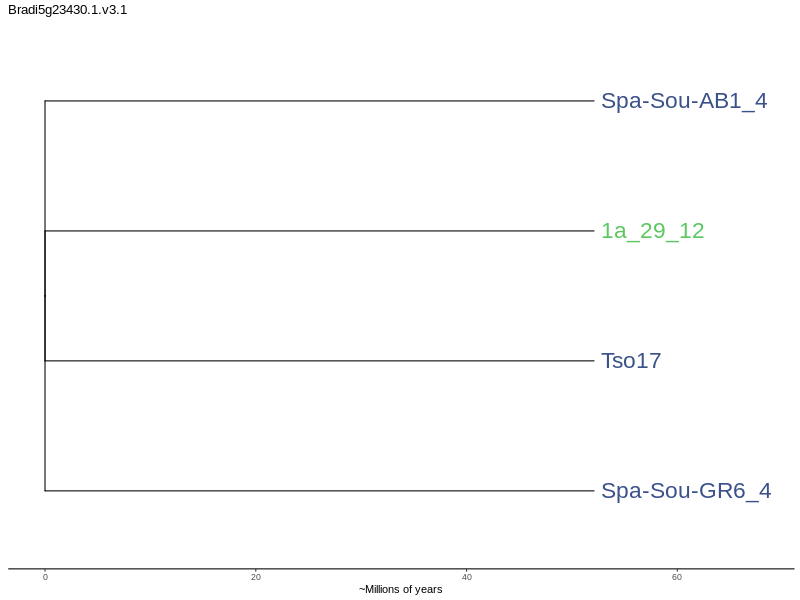 Bradi5g23430.1.v3.1
Spa-Sou-AB1_4
1a_29_12
Tso17
Spa-Sou-GR6_4
0 20 40 60
~Millions of years